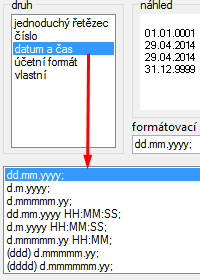 druh
jednoduchý řetězec
číslo
datum a čas
účetní formát
vlastní
náhled
01.01.0001
29.04.2014
29.04.2014
31.12.9999
formátovací
dd.mm.yyyy;
dd.mm.yyyy;
d.m.yyyy;
d.mmmmm.yy;
dd.mm.yyyy HH:MM:SS;
d.m.yyyy HH:MM:SS;
d.mmmmm.yy HH:MM;
(ddd) d.mmmmm.yy;
(dddd) d.mmmmmmm.yy;